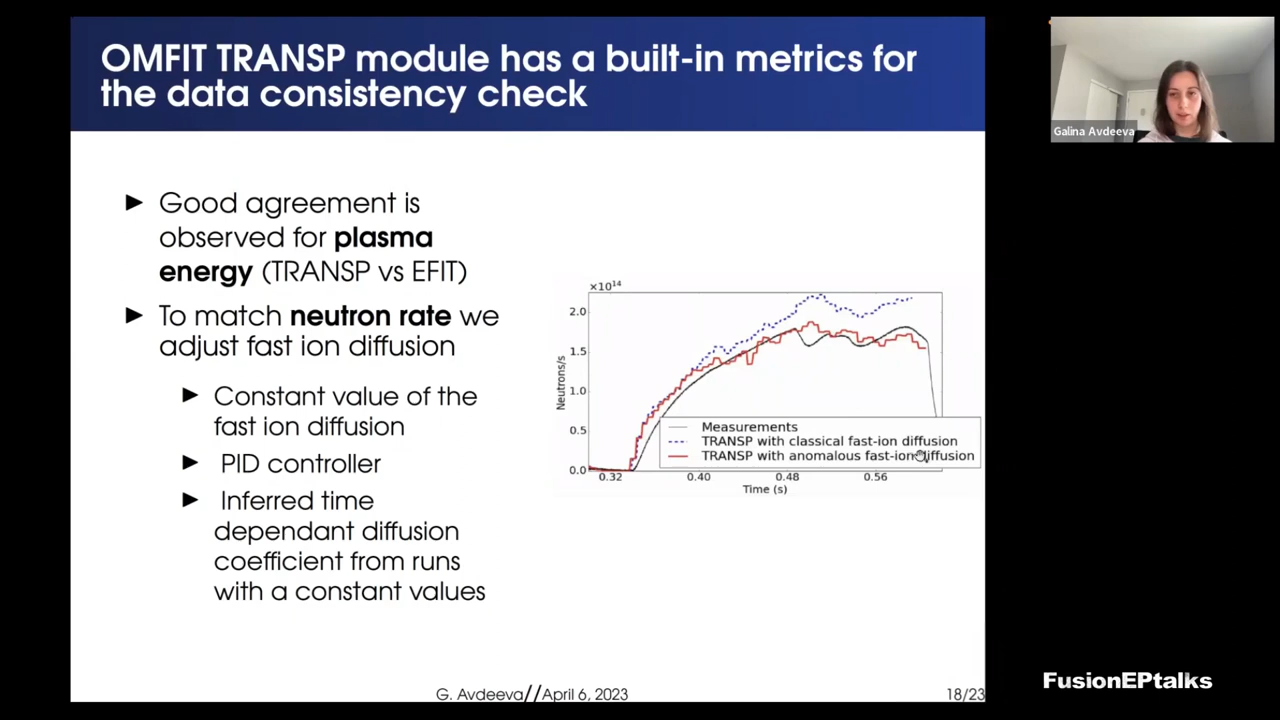 OMFIT TRANSP module has a built-in metrics for
the data consistency check
Galina Avdeeva
► Good agreement is
observed for plasma
energy (TRANSP vs EFIT)
► To match neutron rate we
adjust fast ion diffusion
► Constant value of the
fast ion diffusion
► PID controller
► Inferred time
dependant diffusion
coefficient from runs
with a constant values
×10¹⁴
2.0
1.5
1.0
0.5
0.0
Neutrons/s
Measurements
TRANSP with classical fast-ion diffusion
TRANSP with anomalous fast-ion diffusion
0.32 0.40 0.48 0.56
Time (s)
G. Avdeeva//April 6, 2023
18/23
FusionEPtalks